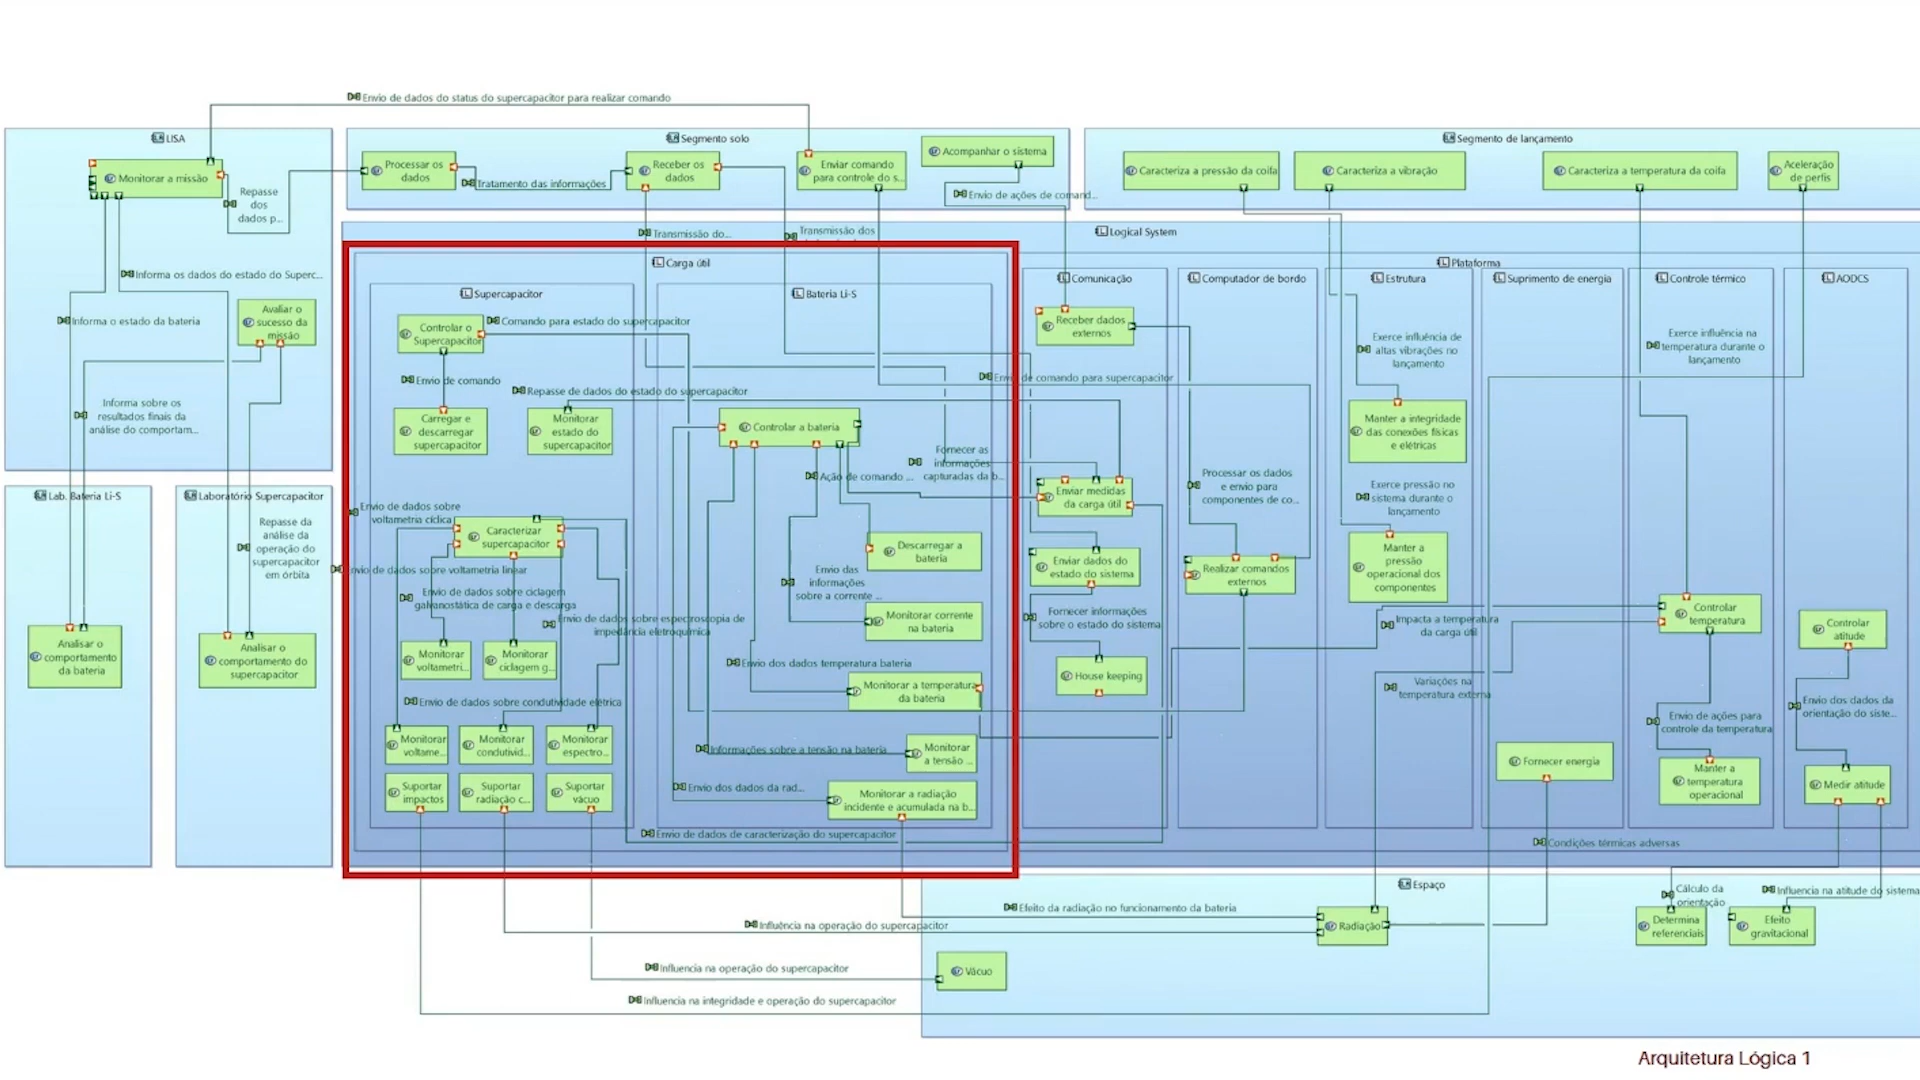 Envio de dados do status do supercapacitor para realizar comando
LISA
Segmento solo
Segmento de lançamento
Monitorar a missão
Processar os
dados
Tratamento das informações
Receber os
dados
Enviar comando
para controle do s...
Acompanhar o sistema
Envio de ações de comand...
Caracteriza a pressão da coifa
Caracteriza a vibração
Caracteriza a temperatura da coifa
Aceleração
de perfis
Repasse
dos
dados p...
Transmissão do...
Transmissão dos
Logical System
Informa os dados do estado do Superc...
Informa o estado da bateria
Avaliar o
sucesso da
missão
Informa sobre os
resultados finais da
análise do comportam...
Lab. Bateria Li-S
Laboratório Supercapacitor
Repasse da
análise da
operação do
supercapacitor
em órbita
Analisar o
comportamento
da bateria
Analisar o
comportamento do
supercapacitor
Carga útil
Supercapacitor
Bateria Li-S
Controlar o
Supercapacitor
Comando para estado do supercapacitor
Envio de comando
Repasse de dados do estado do supercapacitor
Carregar e
descarregar
supercapacitor
Monitorar
estado do
supercapacitor
Controlar a bateria
Ação de comando ...
Fornecer as
informações
capturadas da b...
Envio de dados sobre
voltametria cíclica
Caracterizar
supercapacitor
nvio de dados sobre voltametria linear
Envio de dados sobre ciclagem
galvanostática de carga e descarga
Envio de dados sobre espectroscopia de
impedância eletroquímica
Descarregar a
bateria
Envio das
informações
sobre a corrente ...
Monitorar corrente
na bateria
Monitorar
voltametri...
Monitorar
ciclagem g...
Envio dos dados temperatura bateria
Monitorar a temperatura
da bateria
Envio de dados sobre condutividade elétrica
Monitorar
voltame...
Monitorar
condutivid...
Monitorar
espectro...
Informações sobre a tensão na bateria
Monitorar
a tensão ...
Suportar
impactos
Suportar
radiação c...
Suportar
vácuo
Envio dos dados da rad...
Monitorar a radiação
incidente e acumulada na b...
Envio de dados de caracterização do supercapacitor
Plataforma
Comunicação
Computador de bordo
Estrutura
Suprimento de energia
Controle térmico
AODCS
Receber dados
externos
Envio de comando para supercapacitor
Enviar medidas
da carga útil
Enviar dados do
estado do sistema
Fornecer informações
sobre o estado do sistema
House keeping
Processar os dados
e envio para
componentes de co...
Realizar comandos
externos
Exerce influência de
altas vibrações no
lançamento
Manter a integridade
das conexões físicas
e elétricas
Exerce pressão no
sistema durante o
lançamento
Manter a
pressão
operacional dos
componentes
Impacta a temperatura
da carga útil
Variações na
temperatura externa
Fornecer energia
Exerce influência na
temperatura durante o
lançamento
Controlar
temperatura
Envio de ações para
controle da temperatura
Manter a
temperatura
operacional
Controlar
atitude
Envio dos dados da
orientação do siste...
Medir atitude
Condições térmicas adversas
Espaço
Efeito da radiação no funcionamento da bateria
Influência na operação do supercapacitor
Radiação
Cálculo da
orientação
Influencia na atitude do sistema
Determina
referenciais
Efeito
gravitacional
Influencia na operação do supercapacitor
Vácuo
Influencia na integridade e operação do supercapacitor
Arquitetura Lógica 1